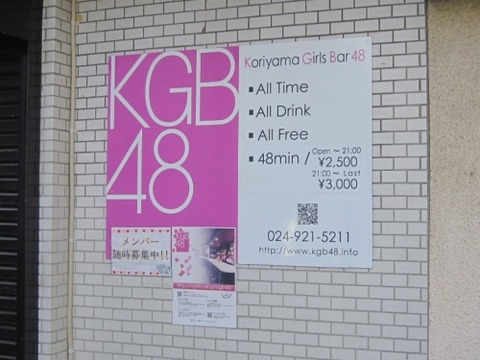 KGB
48
Koriyama Girls Bar 48
▪All Time
▪All Drink
▪All Free
▪48min / Open～21:00
¥2,500
21:00～Last
¥3,000
024-921-5211
http://www.kgb48.info
メンバー
随時募集中!!